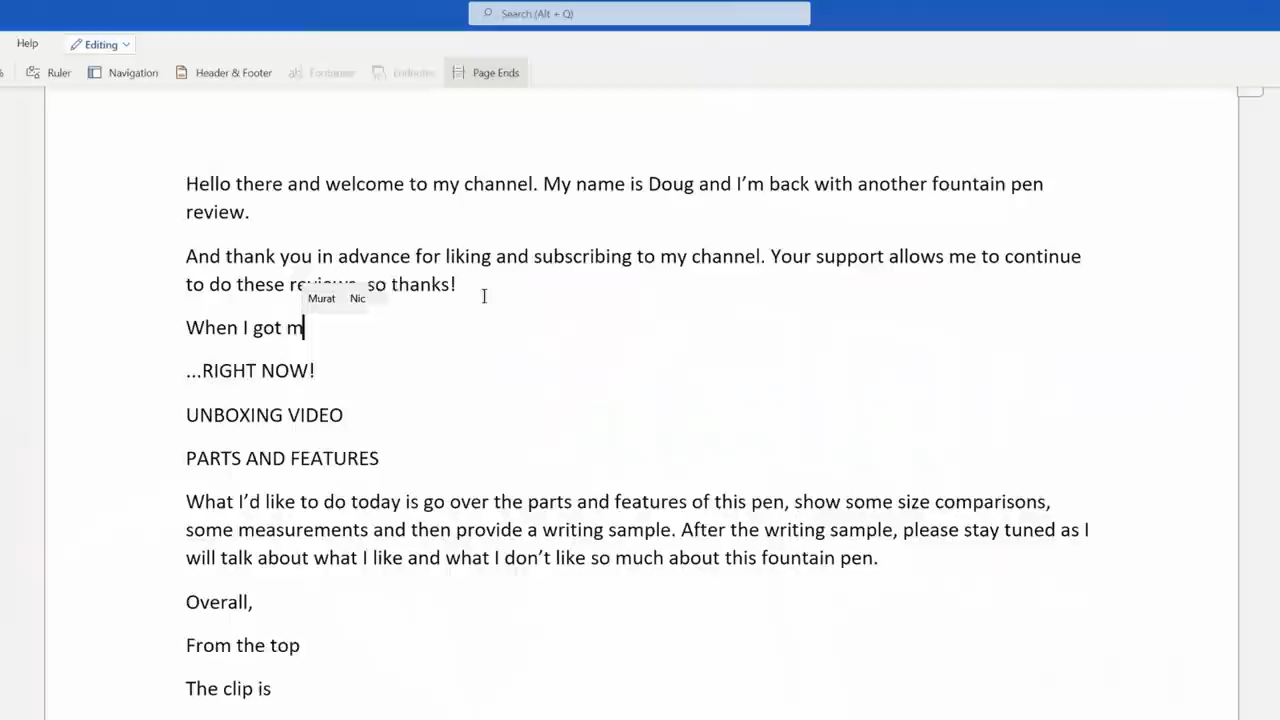 Search (Alt + Q)
Help Editing
Ruler Navigation Header & Footer Footnotes Endnotes Page Ends
Hello there and welcome to my channel. My name is Doug and I’m back with another fountain pen
review.
And thank you in advance for liking and subscribing to my channel. Your support allows me to continue
to do these reviews, so thanks!
Murat Nic
When I got m
...RIGHT NOW!
UNBOXING VIDEO
PARTS AND FEATURES
What I’d like to do today is go over the parts and features of this pen, show some size comparisons,
some measurements and then provide a writing sample. After the writing sample, please stay tuned as I
will talk about what I like and what I don’t like so much about this fountain pen.
Overall,
From the top
The clip is